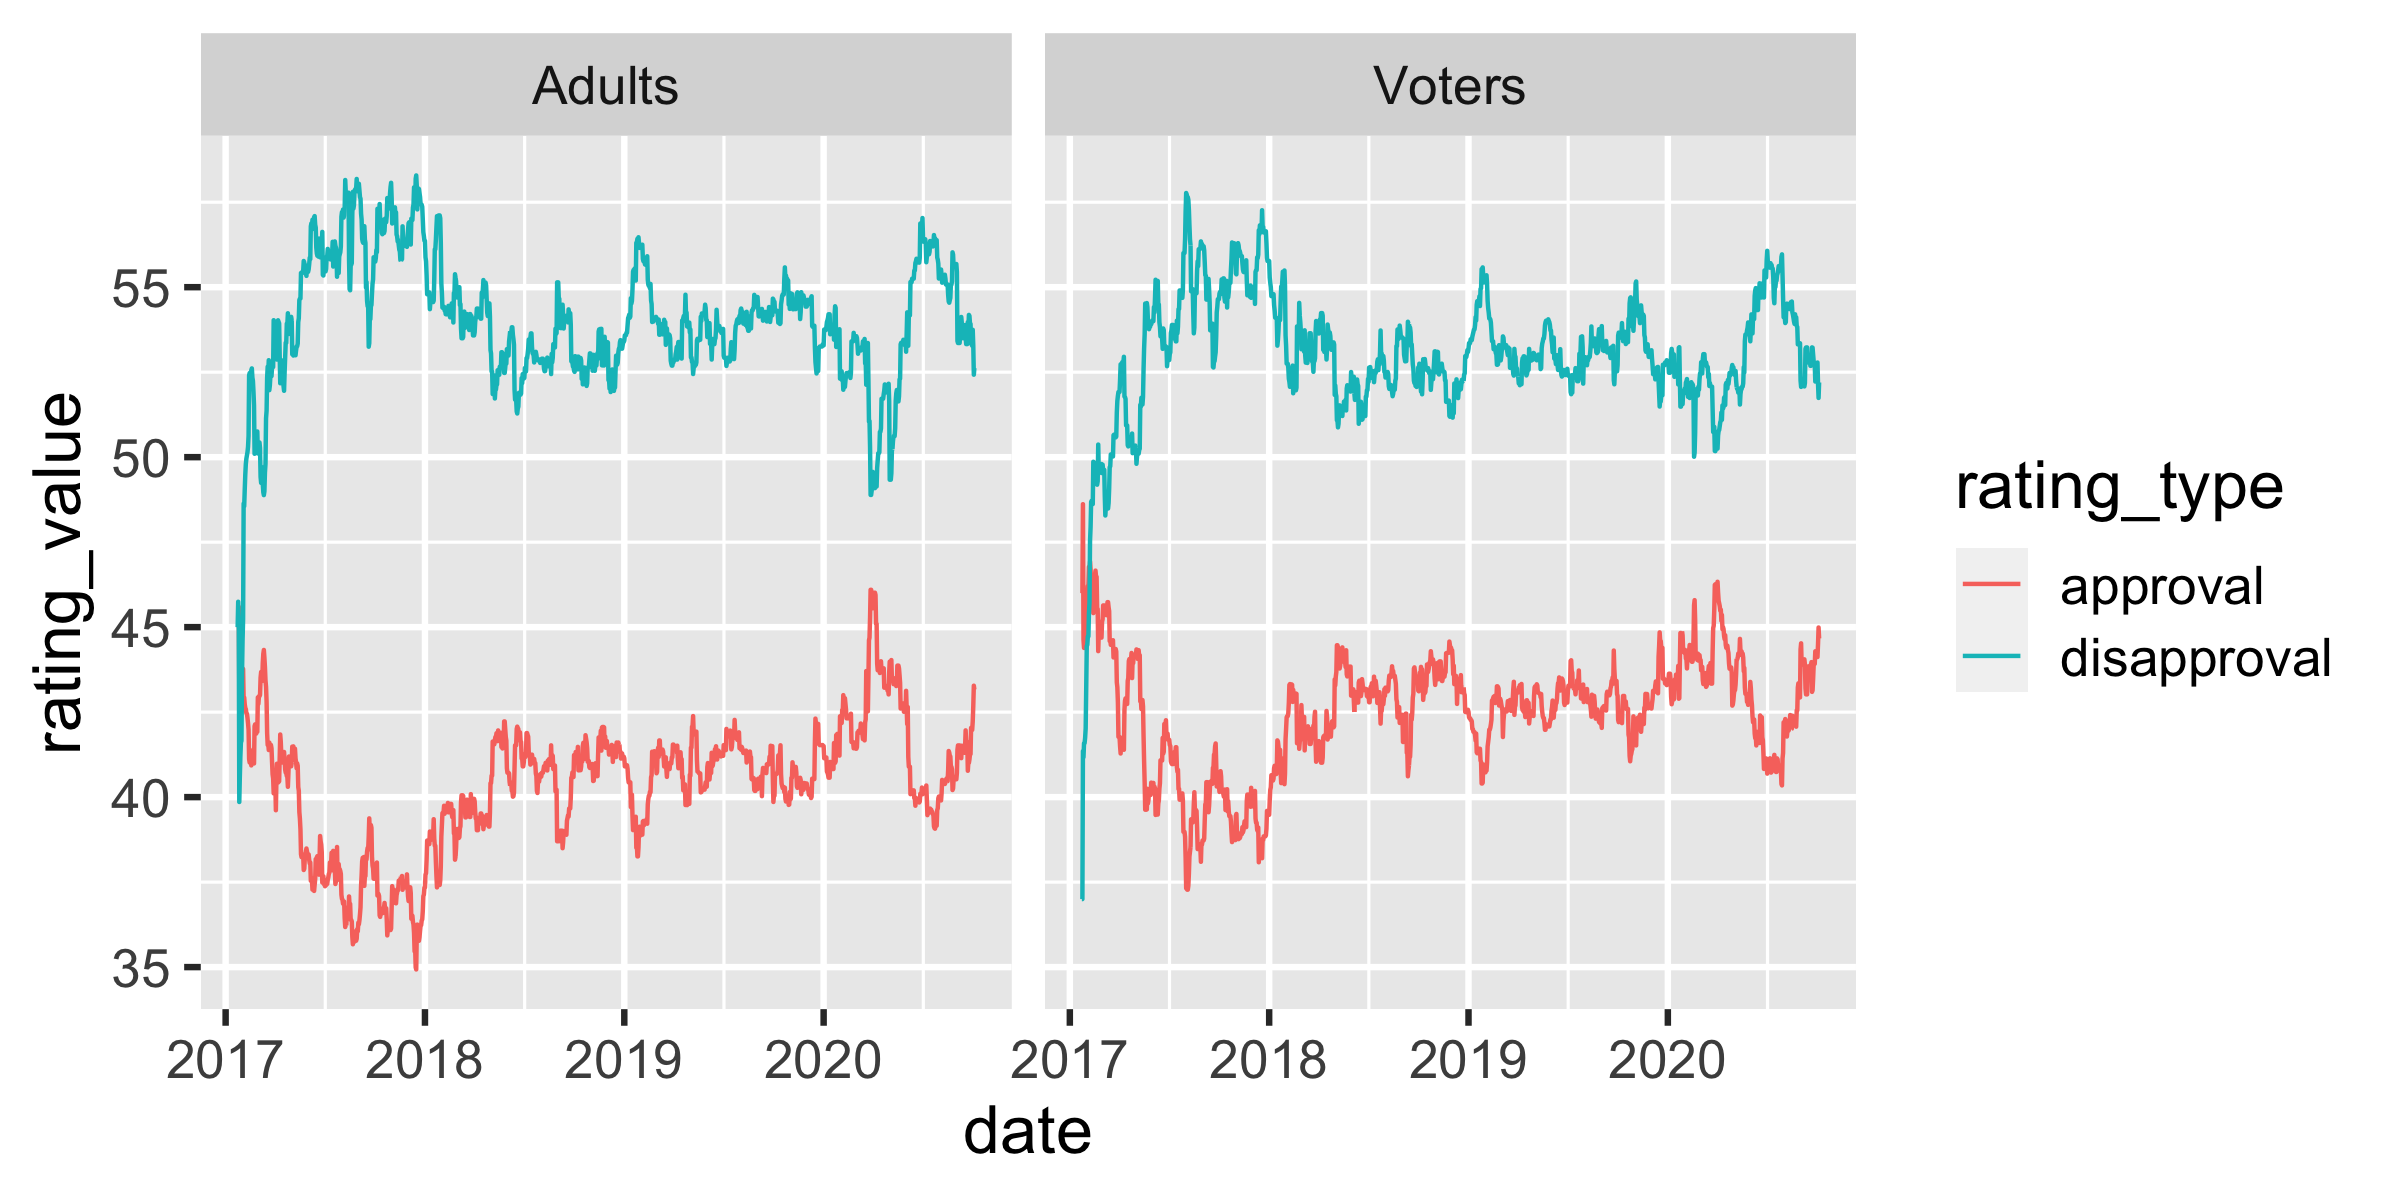 Adults
Voters
55
50
45
40
35
rating_value
2017 2018 2019 2020
2017 2018 2019 2020
date
rating_type
approval
disapproval